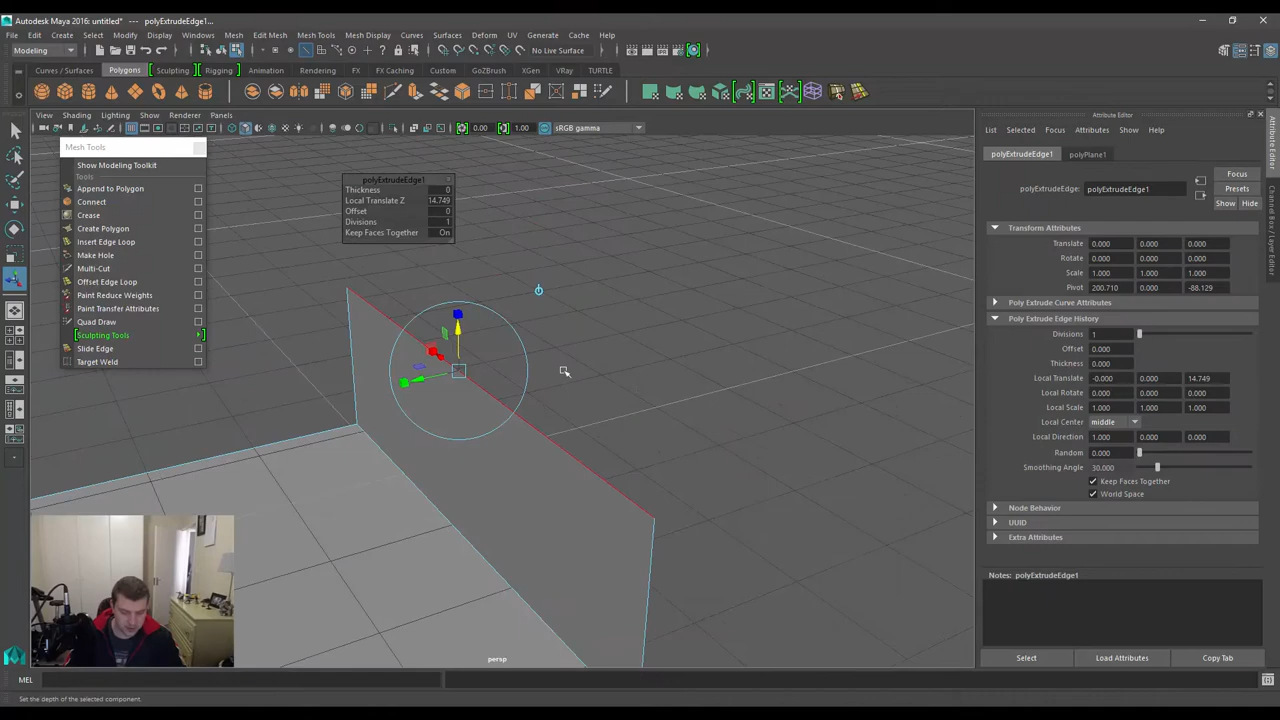 Autodesk Maya 2016: untitled* --- polyExtrudeEdge1...
File Edit Create Select Modify Display Windows Mesh Edit Mesh Mesh Tools Mesh Display Curves Surfaces Deform UV Generate Cache Help
Modeling No Live Surface
Curves / Surfaces Polygons Sculpting Rigging Animation Rendering FX FX Caching Custom GoZBrush XGen VRay TURTLE
View Shading Lighting Show Renderer Panels
0.00 1.00 sRGB gamma
Mesh Tools
Show Modeling Toolkit
Tools
Append to Polygon
Connect
Crease
Create Polygon
Insert Edge Loop
Make Hole
Multi-Cut
Offset Edge Loop
Paint Reduce Weights
Paint Transfer Attributes
Quad Draw
Sculpting Tools
Slide Edge
Target Weld
polyExtrudeEdge1
Thickness 0
Local Translate Z 14.749
Offset 0
Divisions 1
Keep Faces Together On
persp
Attribute Editor
List Selected Focus Attributes Show Help
polyExtrudeEdge1 polyPlane1
Focus
polyExtrudeEdge: polyExtrudeEdge1 Presets
Show Hide
Transform Attributes
Translate 0.000 0.000 0.000
Rotate 0.000 0.000 0.000
Scale 1.000 1.000 1.000
Pivot 200.710 0.000 -88.129
Poly Extrude Curve Attributes
Poly Extrude Edge History
Divisions 1
Offset 0.000
Thickness 0.000
Local Translate -0.000 0.000 14.749
Local Rotate 0.000 0.000 0.000
Local Scale 1.000 1.000 1.000
Local Center middle
Local Direction 1.000 0.000 0.000
Random 0.000
Smoothing Angle 30.000
Keep Faces Together
World Space
Node Behavior
UUID
Extra Attributes
Notes: polyExtrudeEdge1
Select Load Attributes Copy Tab
Attribute Editor
Channel Box / Layer Editor
MEL
Set the depth of the selected component.